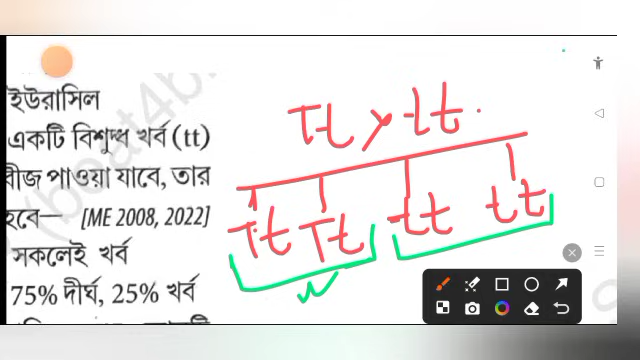 ইউরাসিল
একটি বিশুদ্ধ খর্ব (tt)
বীজ পাওয়া যাবে, তার
হবে— [ME 2008, 2022]
সকলেই খর্ব
75% দীর্ঘ, 25% খর্ব
Tt × tt
Tt Tt tt tt